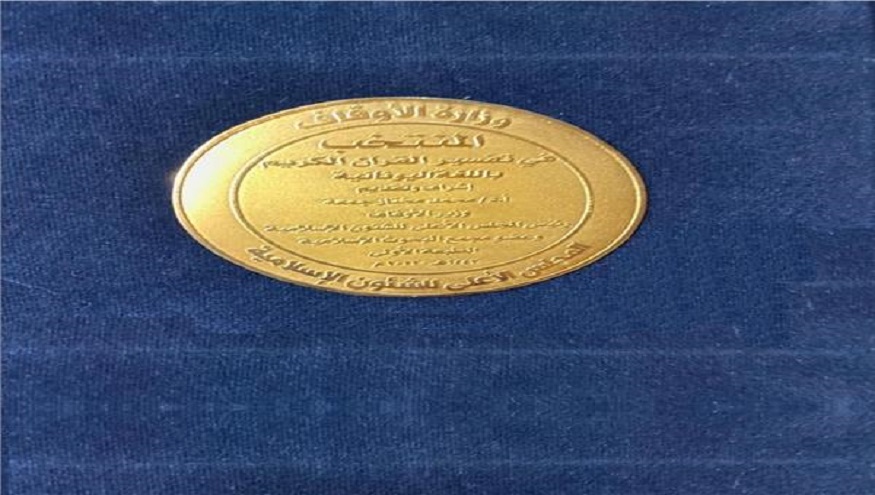 وزارة الأوقاف
المنتخب
في تفسير القرآن الكريم
باللغة اليونانية
إشراف وتقديم
أ.د/ محمد مختار جمعة
وزير الأوقاف
ورئيس المجلس الأعلى للشئون الإسلامية
وعضو مجمع البحوث الإسلامية
الطبعة الأولى
المجلس الأعلى للشئون الإسلامية